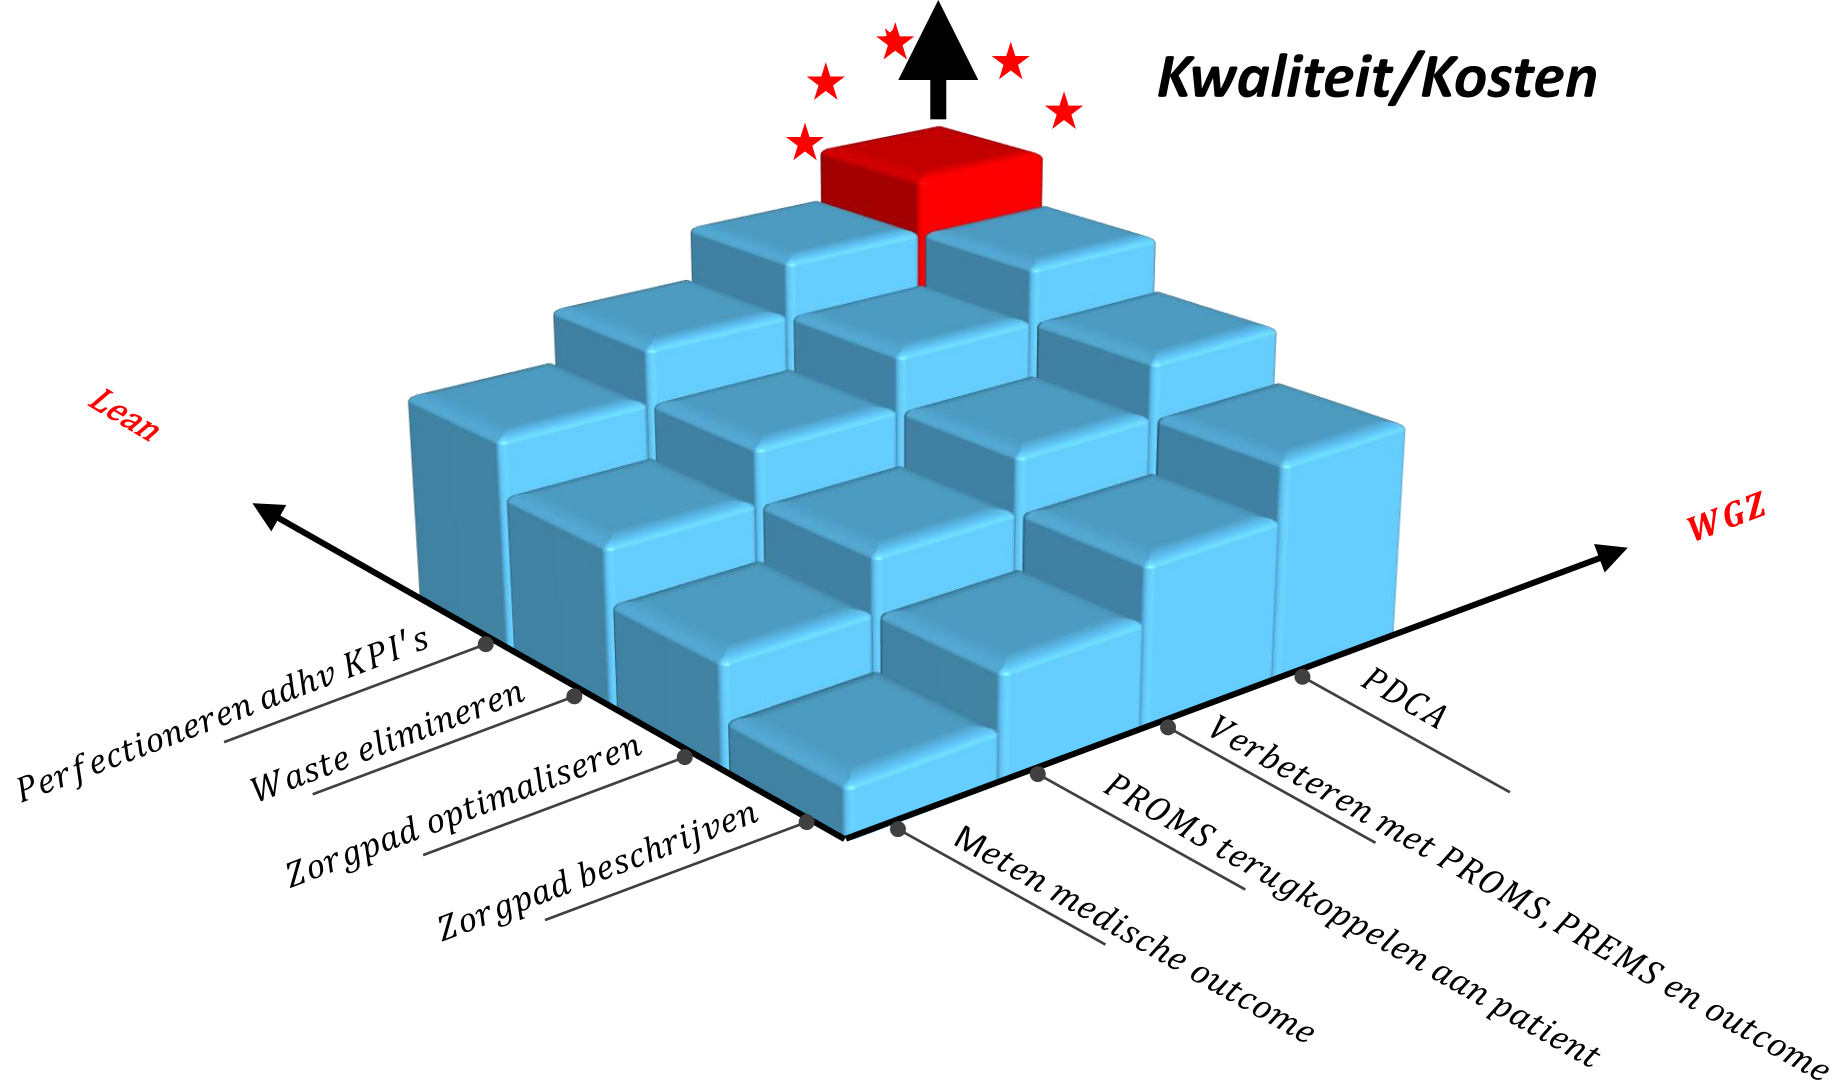 Kwaliteit/Kosten
Lean
WGZ
Perfectioneren adhv KPI's
Waste elimineren
Zorgpad optimaliseren
Zorgpad beschrijven
PDCA
Verbeteren met PROMS, PREMS en outcome
PROMS terugkoppelen aan patient
Meten medische outcome